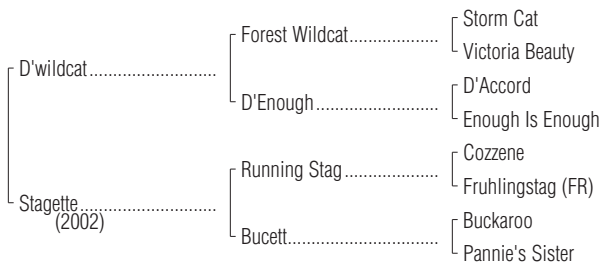 Storm Cat
Forest Wildcat....................
Victoria Beauty
D'wildcat...........................
D'Accord
D'Enough..........................
Enough Is Enough
Cozzene
Running Stag....................
Fruhlingstag (FR)
Stagette.............................
(2002)
Buckaroo
Bucett................................
Pannie's Sister